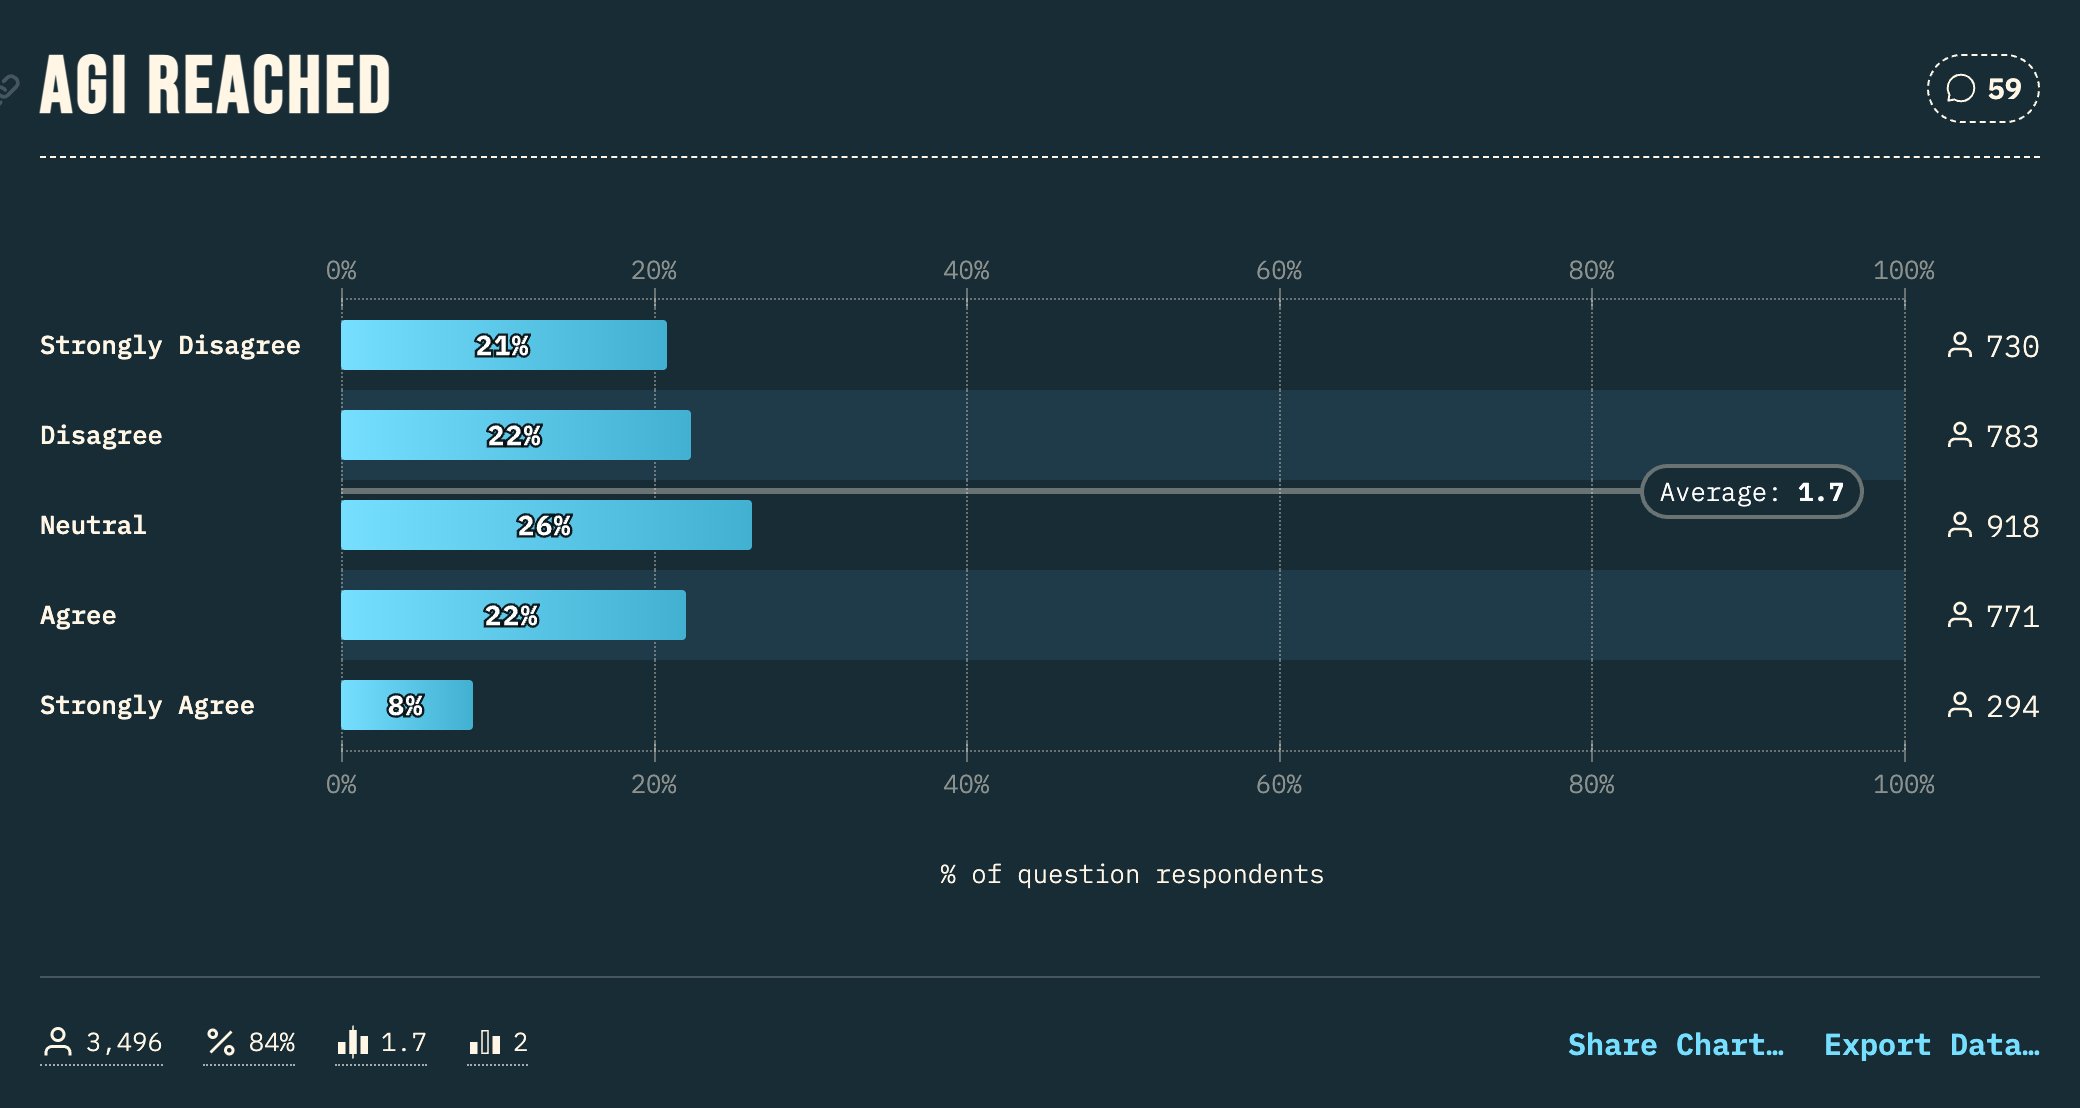 AGI REACHED
59
0% 20% 40% 60% 80% 100%
Strongly Disagree 21% 730
Disagree 22% 783
Average: 1.7
Neutral 26% 918
Agree 22% 771
Strongly Agree 8% 294
0% 20% 40% 60% 80% 100%
% of question respondents
3,496 84% 1.7 2 Share Chart… Export Data…